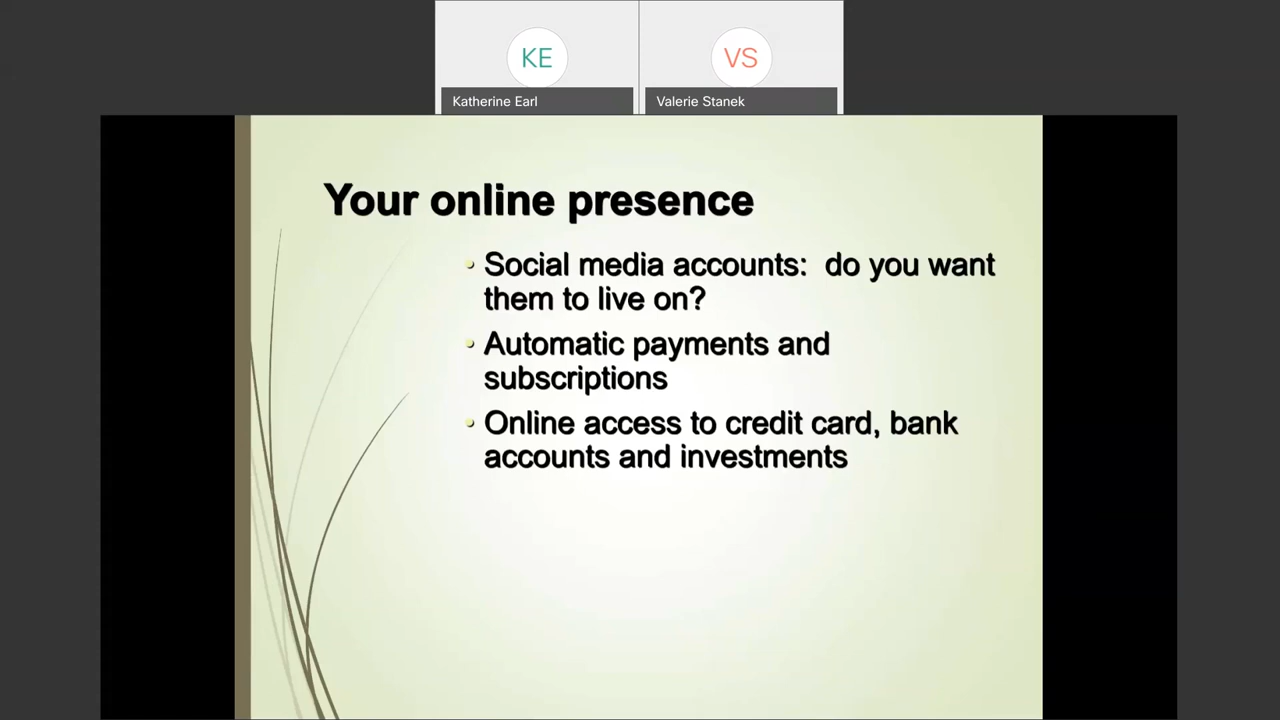 KE
VS
Katherine Earl
Valerie Stanek
Your online presence
• Social media accounts:  do you want
them to live on?
• Automatic payments and
subscriptions
• Online access to credit card, bank
accounts and investments